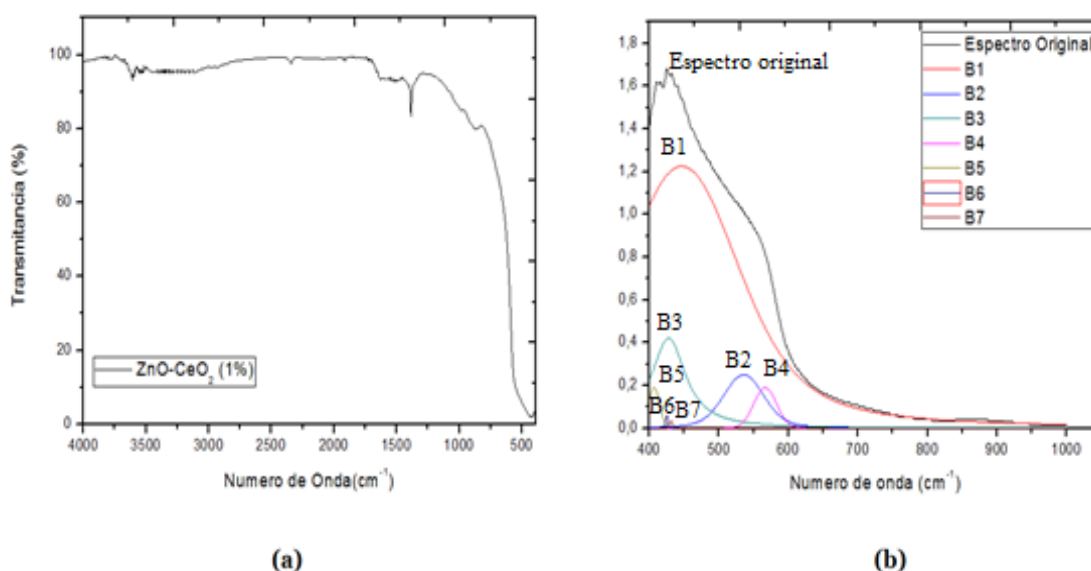 (a)
100
80
60
40
20
0
Transmitancia (%)
ZnO-CeO₂ (1%)
4000 3500 3000 2500 2000 1500 1000 500
Numero de Onda(cm⁻¹)
(a)
(b)
1,8
1,6
1,4
1,2
1,0
0,8
0,6
0,4
0,2
0,0
Espectro original
B1
B3
B5
B2
B4
B6
B7
Espectro Original
B1
B2
B3
B4
B5
B6
B7
400 500 600 700 800 900 1000
Numero de onda (cm⁻¹)
(b)